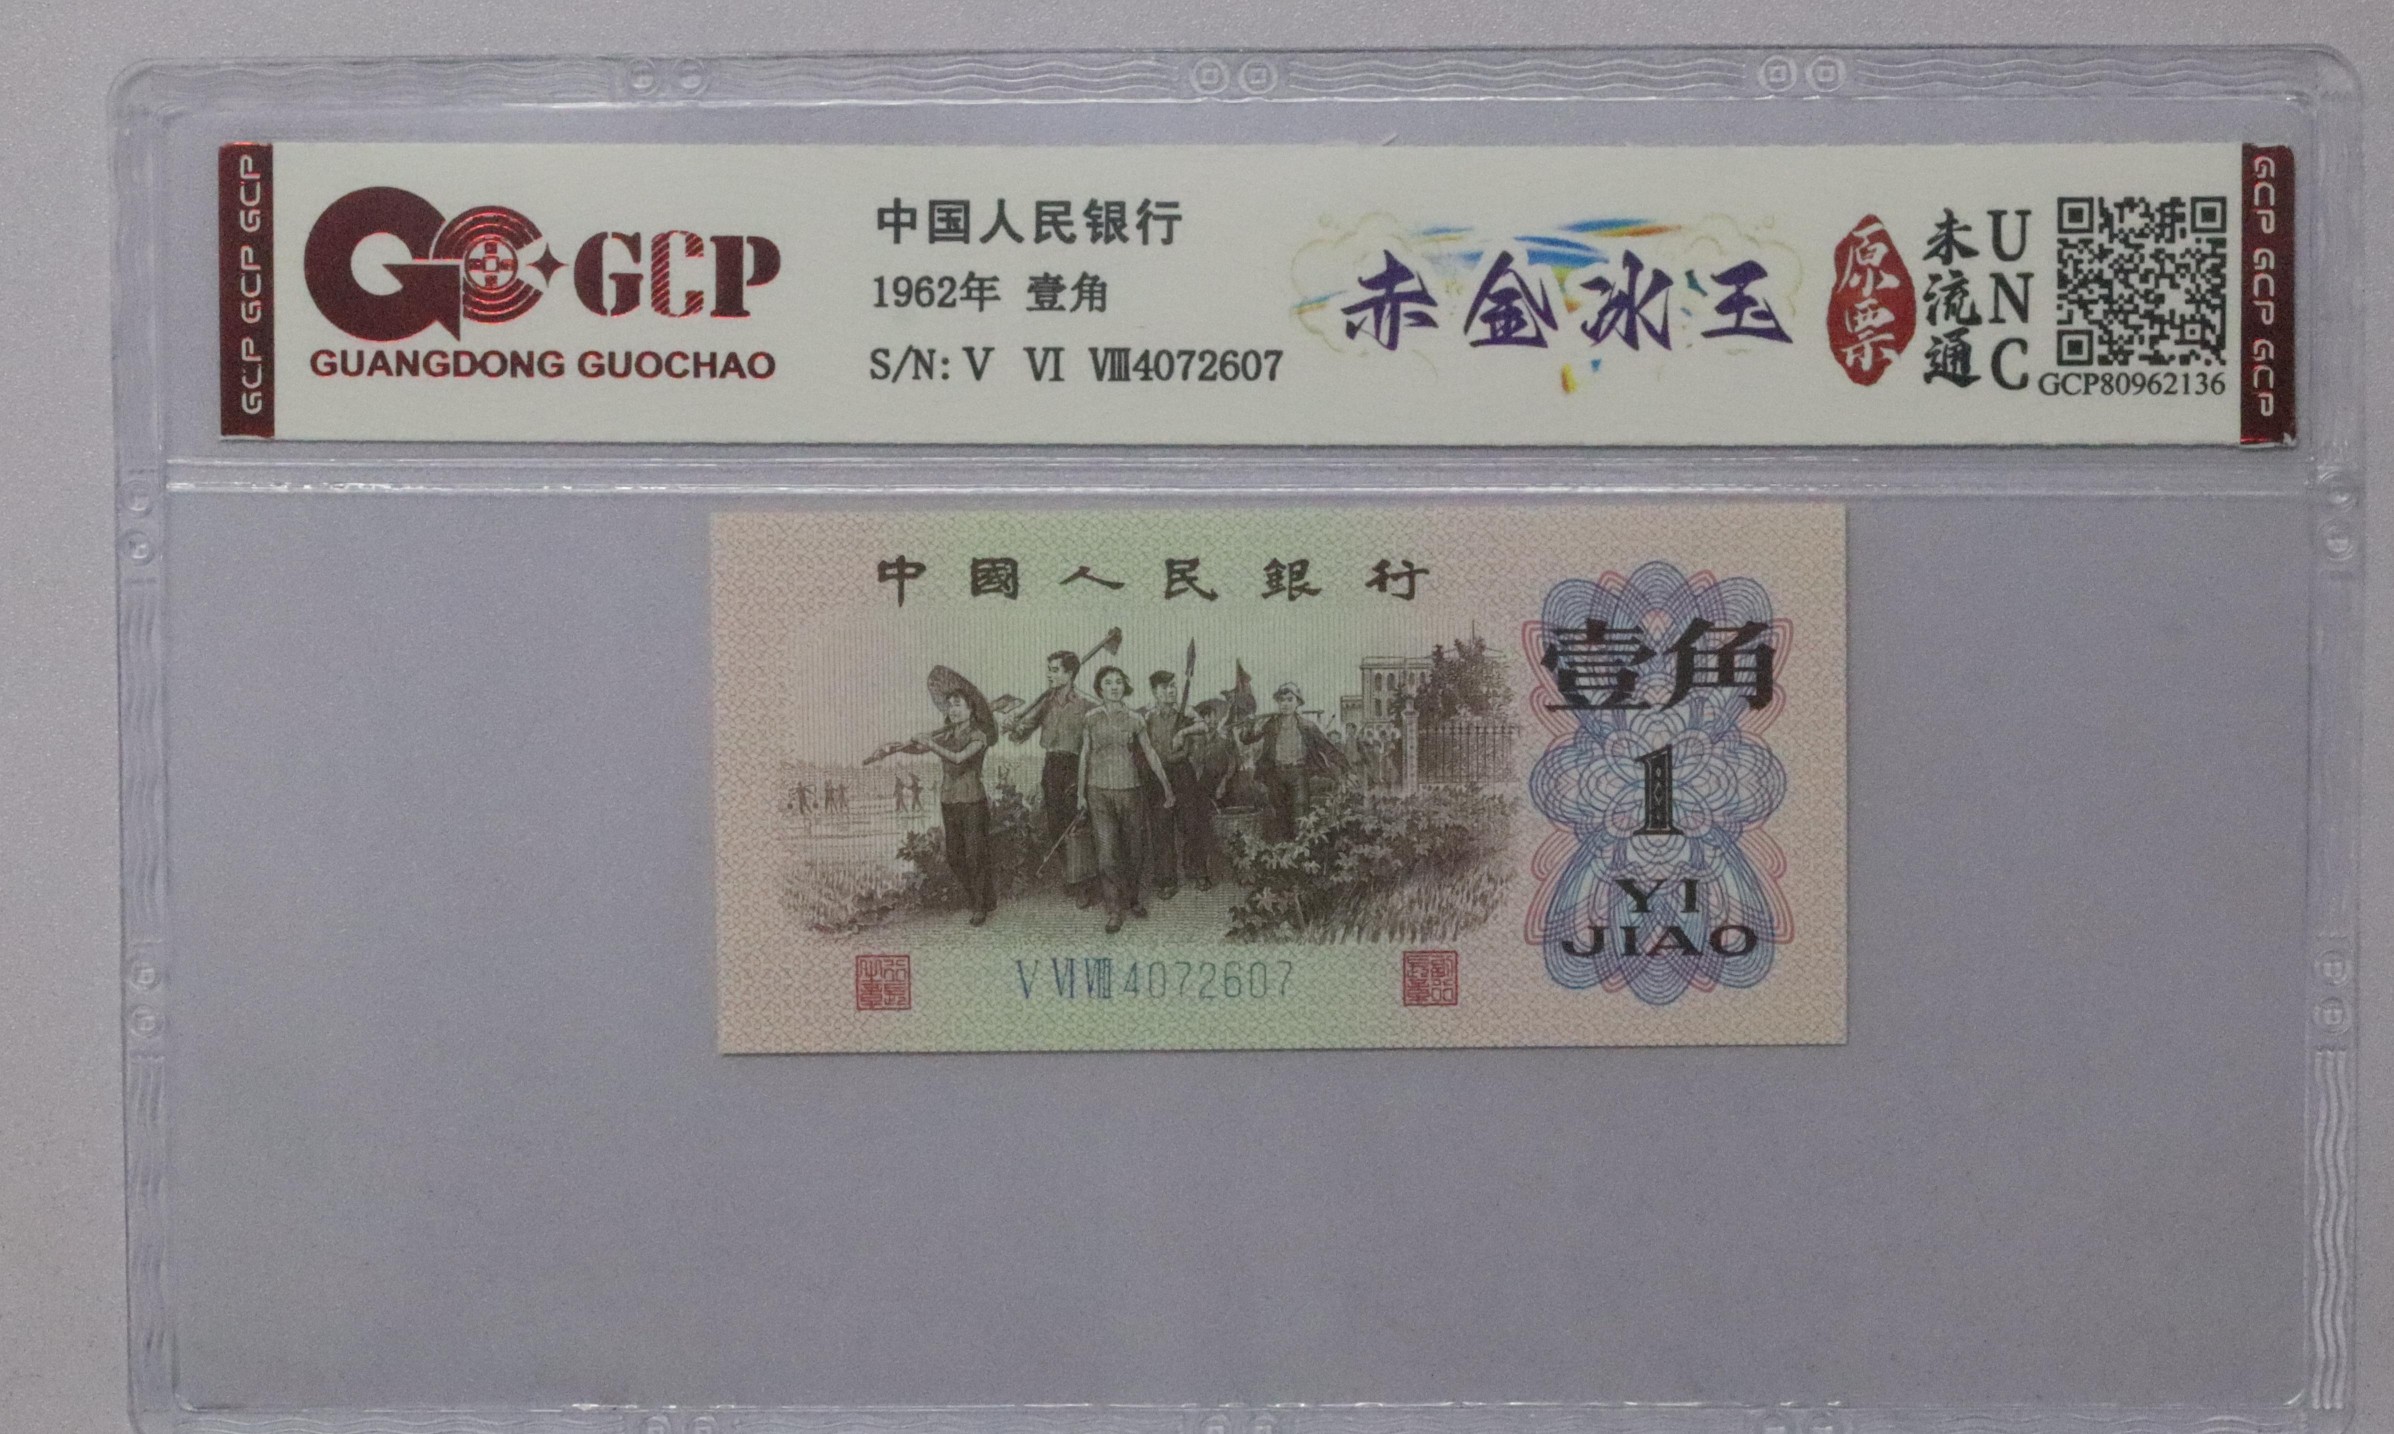 GCP GCP GCP
GCP
GUANGDONG GUOCHAO
中国人民银行
1962年 壹角
S/N: Ⅴ Ⅵ Ⅷ4072607
赤金冰玉
原票
未流通
UNC
GCP80962136
GCP GCP GCP
中國人民銀行
壹角
1
YI
JIAO
Ⅴ Ⅵ Ⅷ 4072607